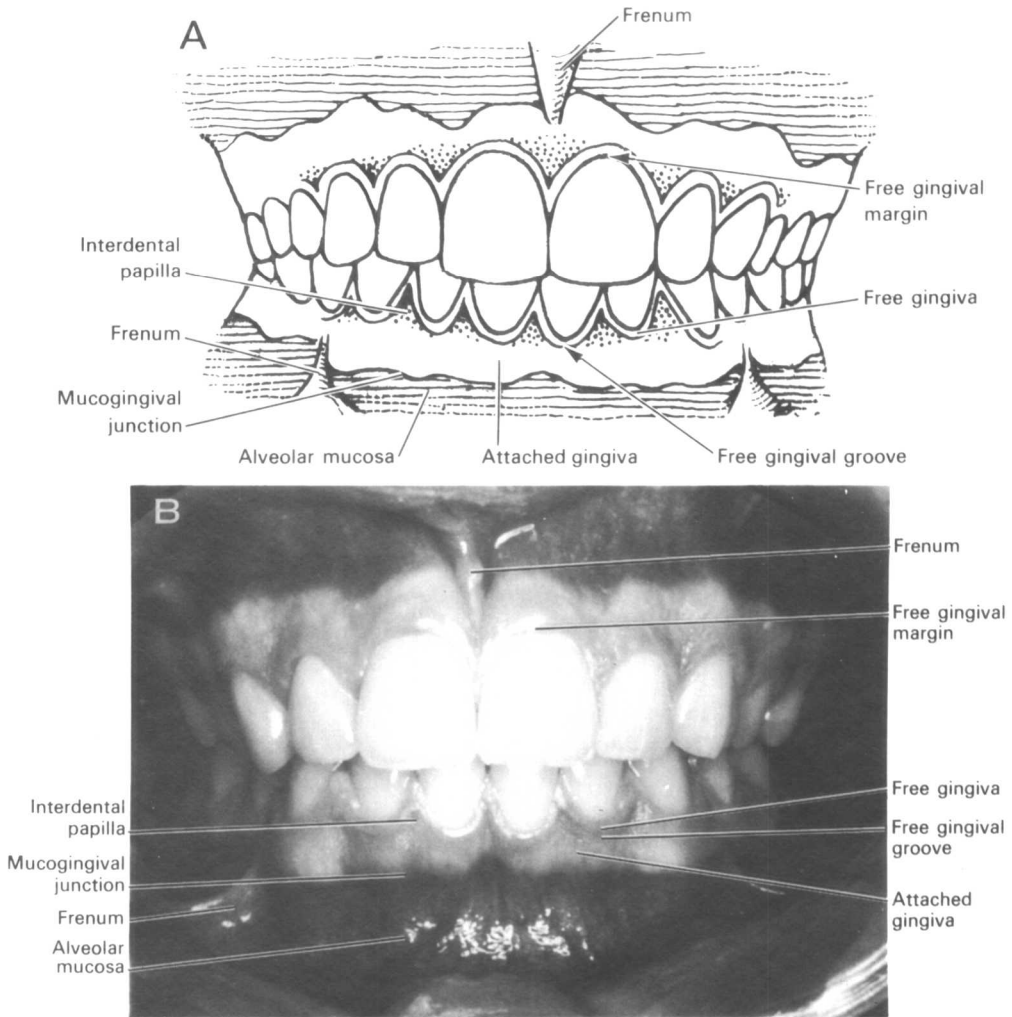 A
Frenum
Free gingival
margin
Interdental
papilla
Free gingiva
Frenum
Mucogingival
junction
Alveolar mucosa
Attached gingiva
Free gingival groove
B
Frenum
Free gingival
margin
Interdental
papilla
Mucogingival
junction
Frenum
Alveolar
mucosa
Free gingiva
Free gingival
groove
Attached
gingiva